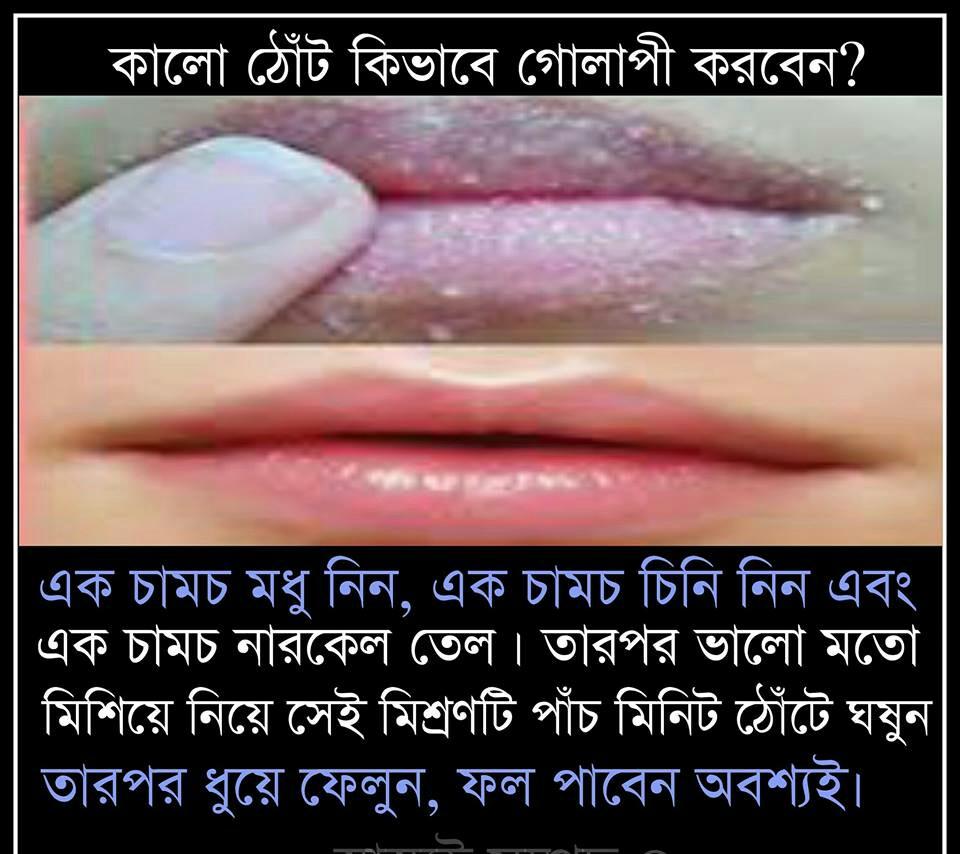 কালো ঠোঁট কিভাবে গোলাপী করবেন?
এক চামচ মধু নিন, এক চামচ চিনি নিন এবং
এক চামচ নারকেল তেল। তারপর ভালো মতো
মিশিয়ে নিয়ে সেই মিশ্রণটি পাঁচ মিনিট ঠোঁটে ঘষুন
তারপর ধুয়ে ফেলুন, ফল পাবেন অবশ্যই।